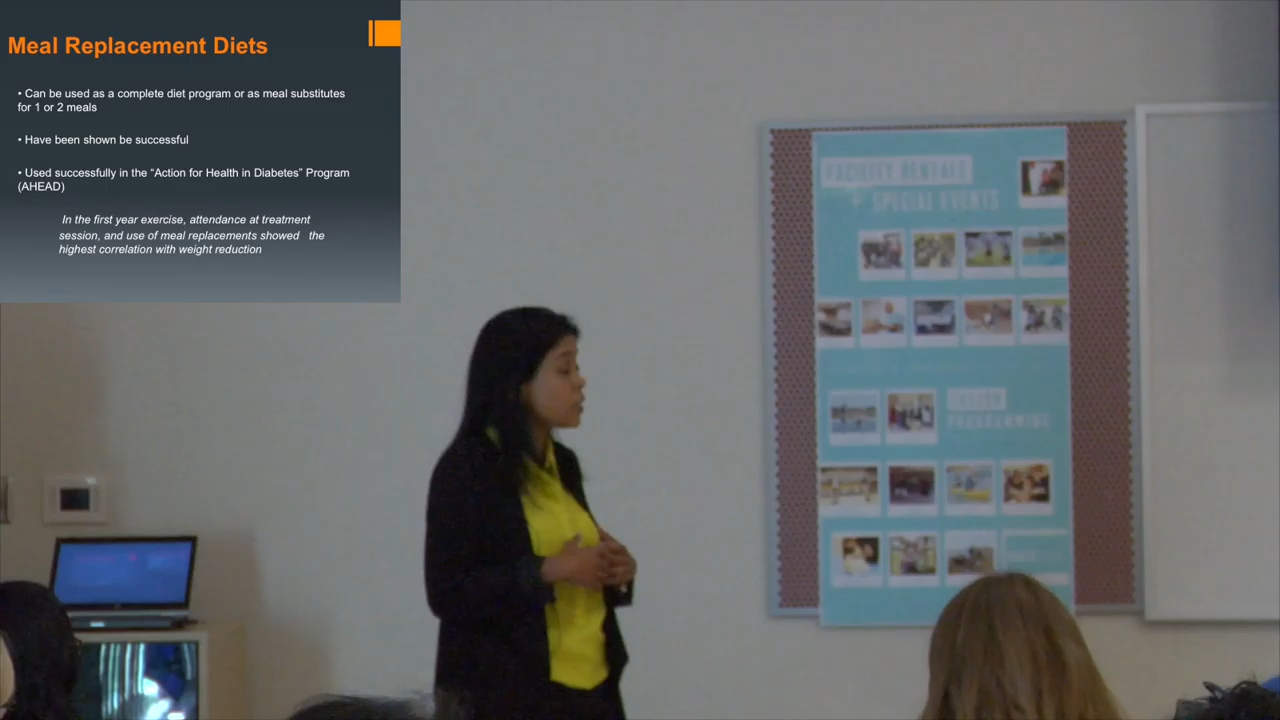 Meal Replacement Diets
• Can be used as a complete diet program or as meal substitutes
for 1 or 2 meals
• Have been shown be successful
• Used successfully in the “Action for Health in Diabetes” Program
(AHEAD)
In the first year exercise, attendance at treatment
session, and use of meal replacements showed the
highest correlation with weight reduction
FACILITY RENTALS
+ SPECIAL EVENTS
PROGRAMMING